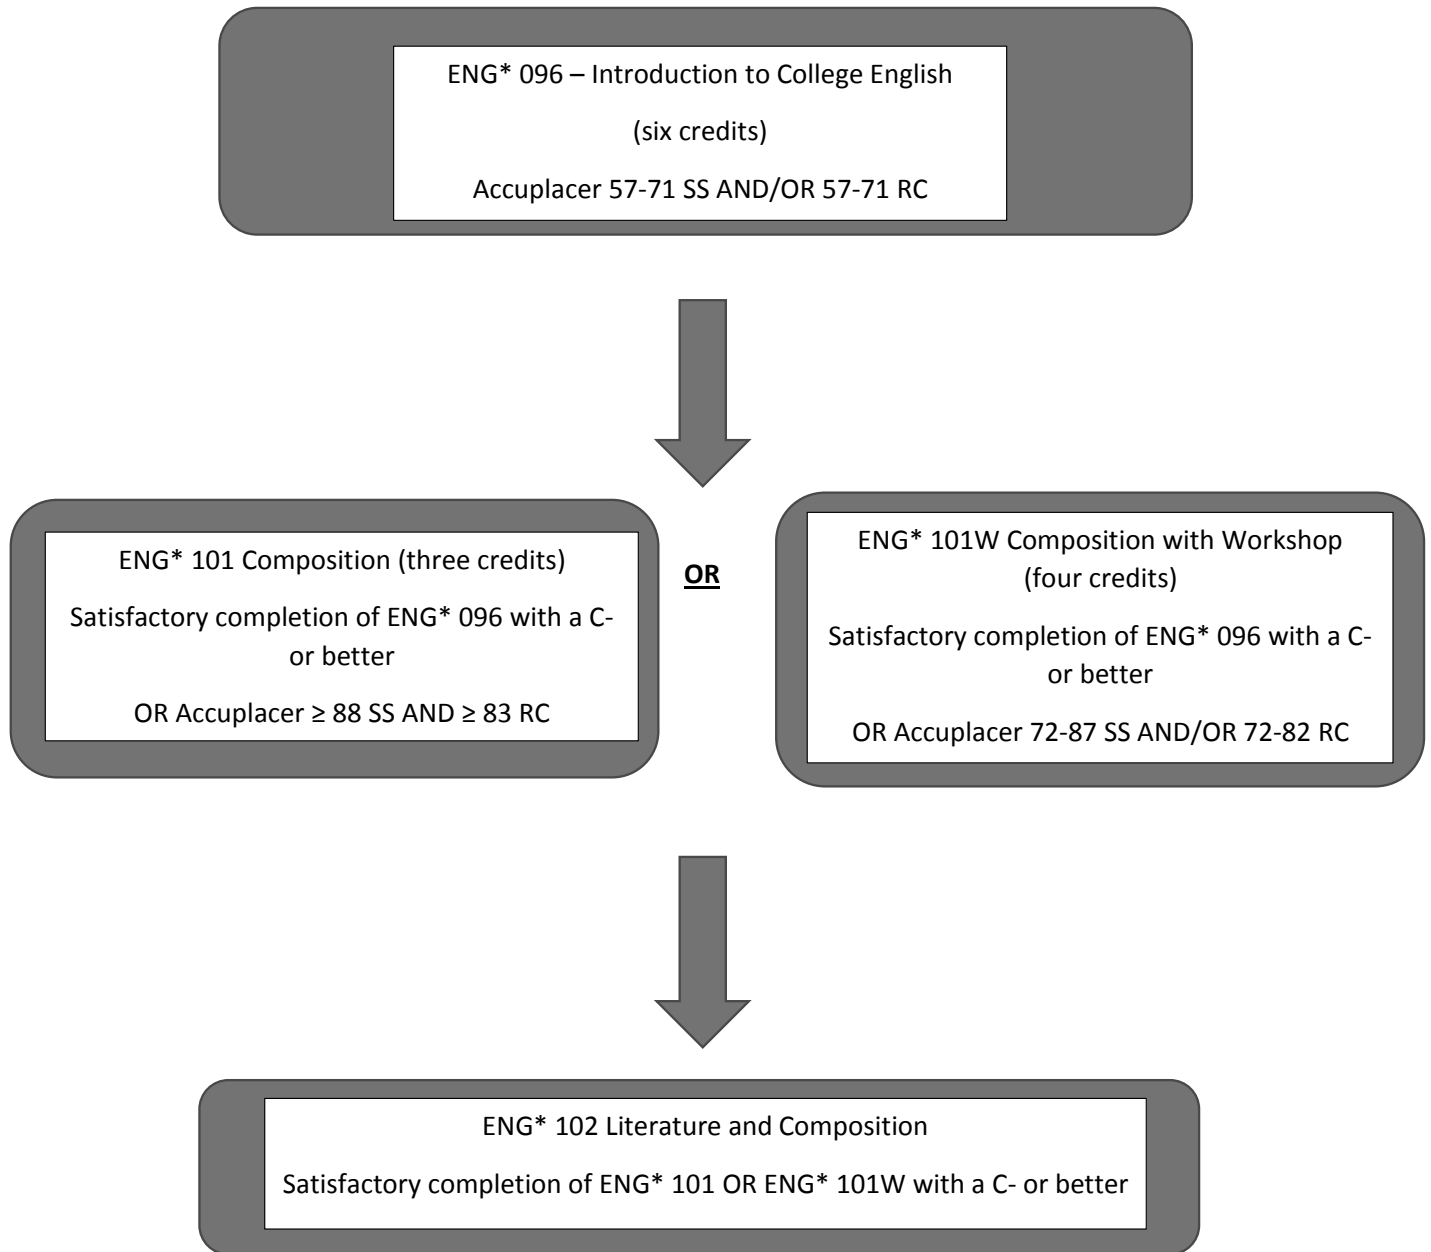 ENG* 096 – Introduction to College English
(six credits)
Accuplacer 57-71 SS AND/OR 57-71 RC
ENG* 101 Composition (three credits)
Satisfactory completion of ENG* 096 with a C-
or better
OR Accuplacer ≥ 88 SS AND ≥ 83 RC
OR
ENG* 101W Composition with Workshop
(four credits)
Satisfactory completion of ENG* 096 with a C-
or better
OR Accuplacer 72-87 SS AND/OR 72-82 RC
ENG* 102 Literature and Composition
Satisfactory completion of ENG* 101 OR ENG* 101W with a C- or better